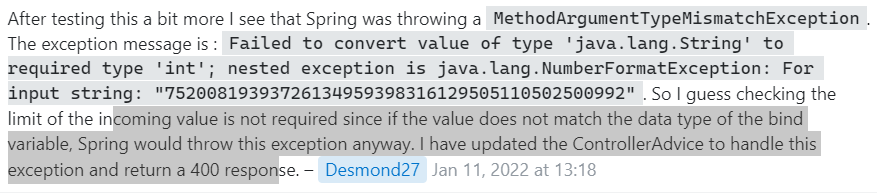 After testing this a bit more I see that Spring was throwing a MethodArgumentTypeMismatchException.
The exception message is : Failed to convert value of type 'java.lang.String' to
required type 'int'; nested exception is java.lang.NumberFormatException: For
input string: "75200819393726134959398316129505110502500992" . So I guess checking the
limit of the incoming value is not required since if the value does not match the data type of the bind
variable, Spring would throw this exception anyway. I have updated the ControllerAdvice to handle this
exception and return a 400 response. – Desmond27 Jan 11, 2022 at 13:18